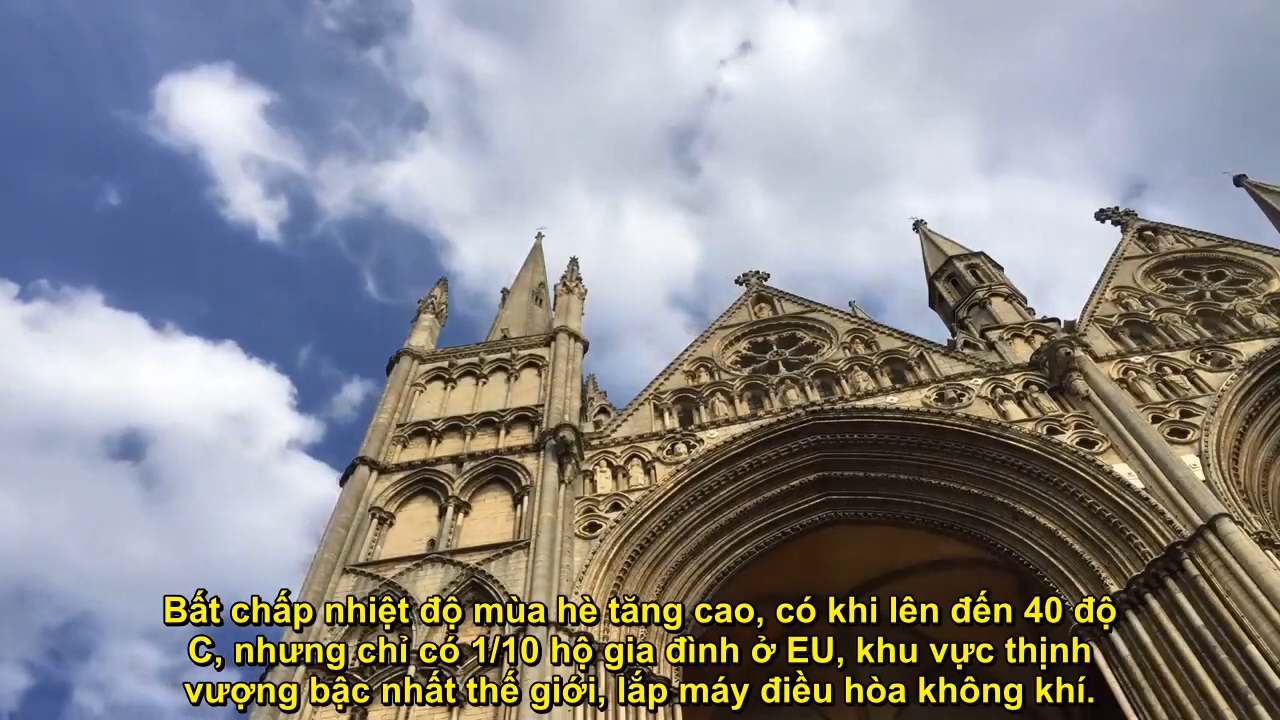 Bất chấp nhiệt độ mùa hè tăng cao, có khi lên đến 40 độ
C, nhưng chỉ có 1/10 hộ gia đình ở EU, khu vực thịnh
vượng bậc nhất thế giới, lắp máy điều hòa không khí.